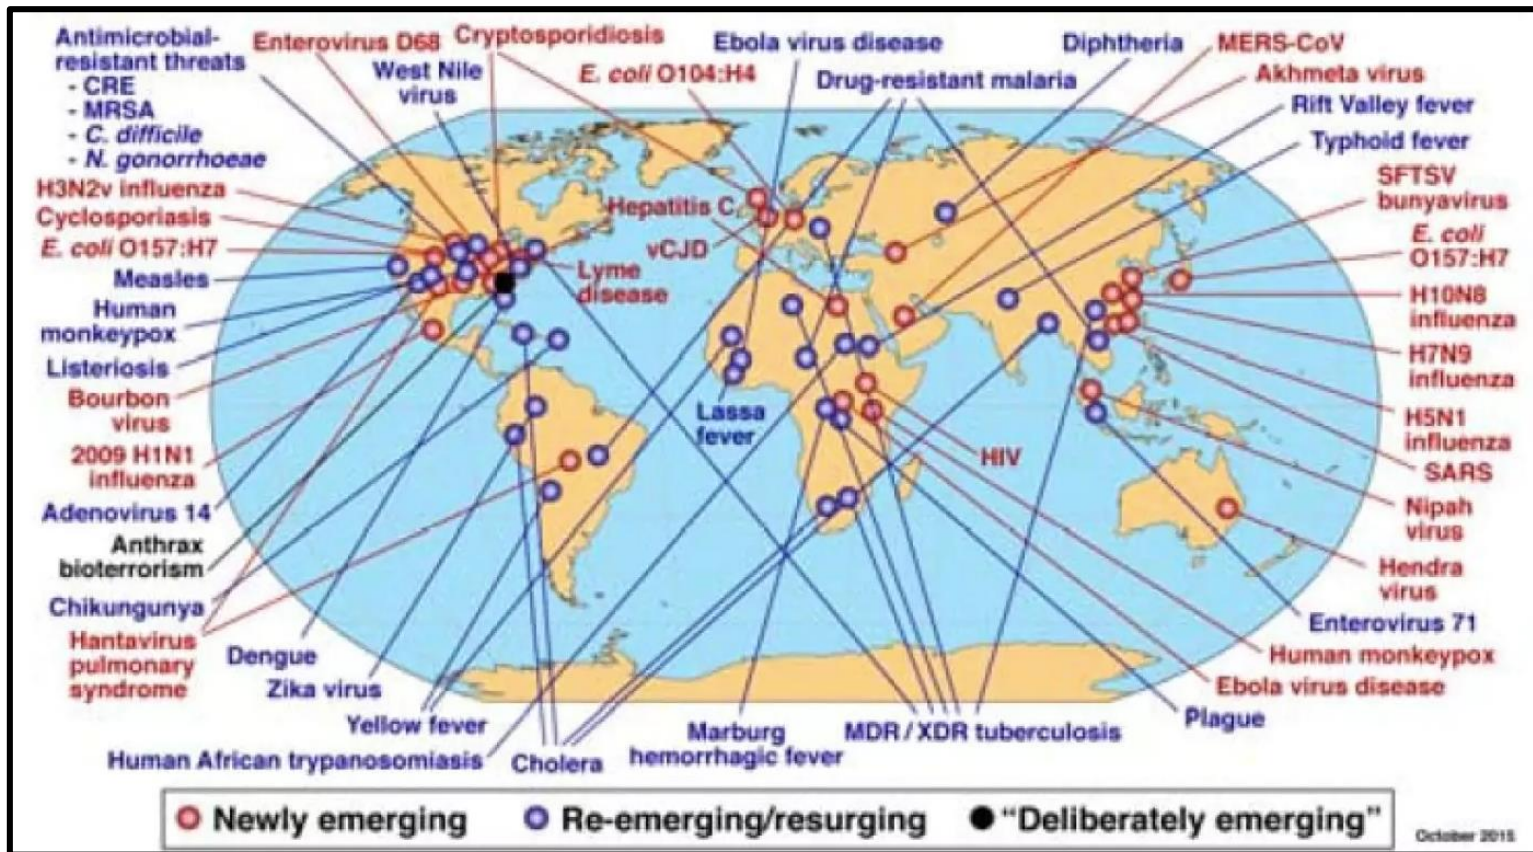 Antimicrobial-
resistant threats
- CRE
- MRSA
- C. difficile
- N. gonorrhoeae
Enterovirus D68
Cryptosporidiosis
West Nile
virus
E. coli O104:H4
Ebola virus disease
Drug-resistant malaria
Diphtheria
MERS-CoV
Akhmeta virus
Rift Valley fever
Typhoid fever
SFTSV
bunyavirus
E. coli
O157:H7
H10N8
influenza
H7N9
influenza
H5N1
influenza
SARS
Nipah
virus
Hendra
virus
Enterovirus 71
Human monkeypox
Ebola virus disease
Plague
H3N2v influenza
Cyclosporiasis
E. coli O157:H7
Measles
Human
monkeypox
Listeriosis
Bourbon
virus
2009 H1N1
influenza
Adenovirus 14
Anthrax
bioterrorism
Chikungunya
Hantavirus
pulmonary
syndrome
Dengue
Zika virus
Yellow fever
Human African trypanosomiasis
Cholera
Marburg
hemorrhagic fever
MDR / XDR tuberculosis
Hepatitis C
vCJD
Lyme
disease
Lassa
fever
HIV
Newly emerging
Re-emerging/resurging
“Deliberately emerging”
October 2015